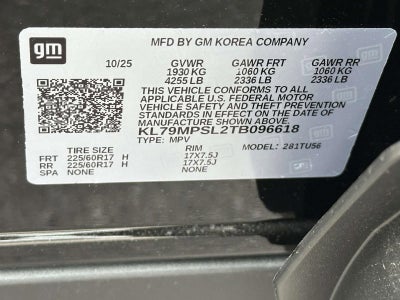 gm
MFD BY GM KOREA COMPANY
10/25 GVWR GAWR FRT GAWR RR
1930 KG 1060 KG 1060 KG
4255 LB 2336 LB 2336 LB
THIS VEHICLE CONFORMS TO ALL
APPLICABLE U.S. FEDERAL MOTOR
VEHICLE SAFETY AND THEFT PREVENTION
STANDARDS IN EFFECT ON THE DATE OF
MANUFACTURE SHOWN ABOVE.
KL79MPSL2TB096618
TYPE: MPV MODEL: 281TU56
TIRE SIZE RIM
FRT 225/60R17 H 17X7.5J
RR 225/60R17 H 17X7.5J
SPA NONE NONE